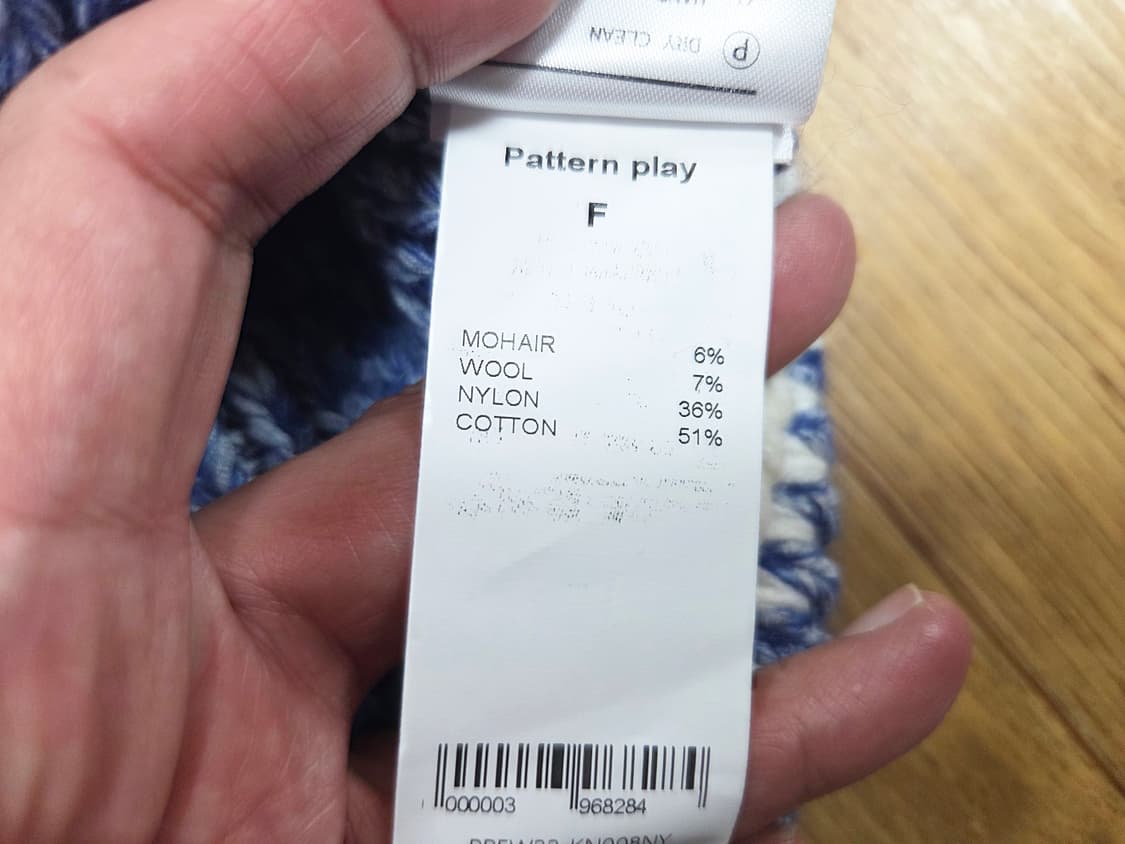 DRY CLEAN
P
Pattern play
F
MOHAIR 6%
WOOL 7%
NYLON 36%
COTTON 51%
000003 968284